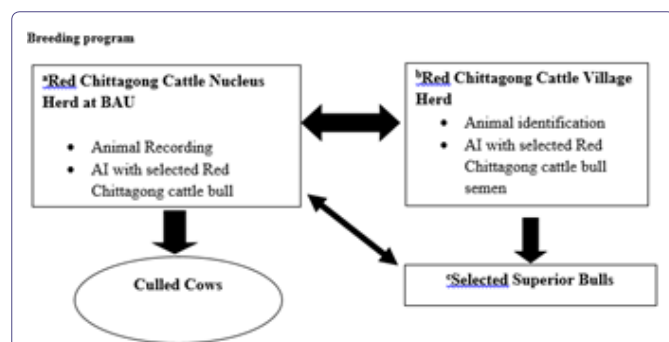 Breeding program
ᵃRed Chittagong Cattle Nucleus
Herd at BAU
• Animal Recording
• AI with selected Red
Chittagong cattle bull
ᵇRed Chittagong Cattle Village
Herd
• Animal identification
• AI with selected Red
Chittagong cattle bull
semen
Culled Cows
ᶜSelected Superior Bulls